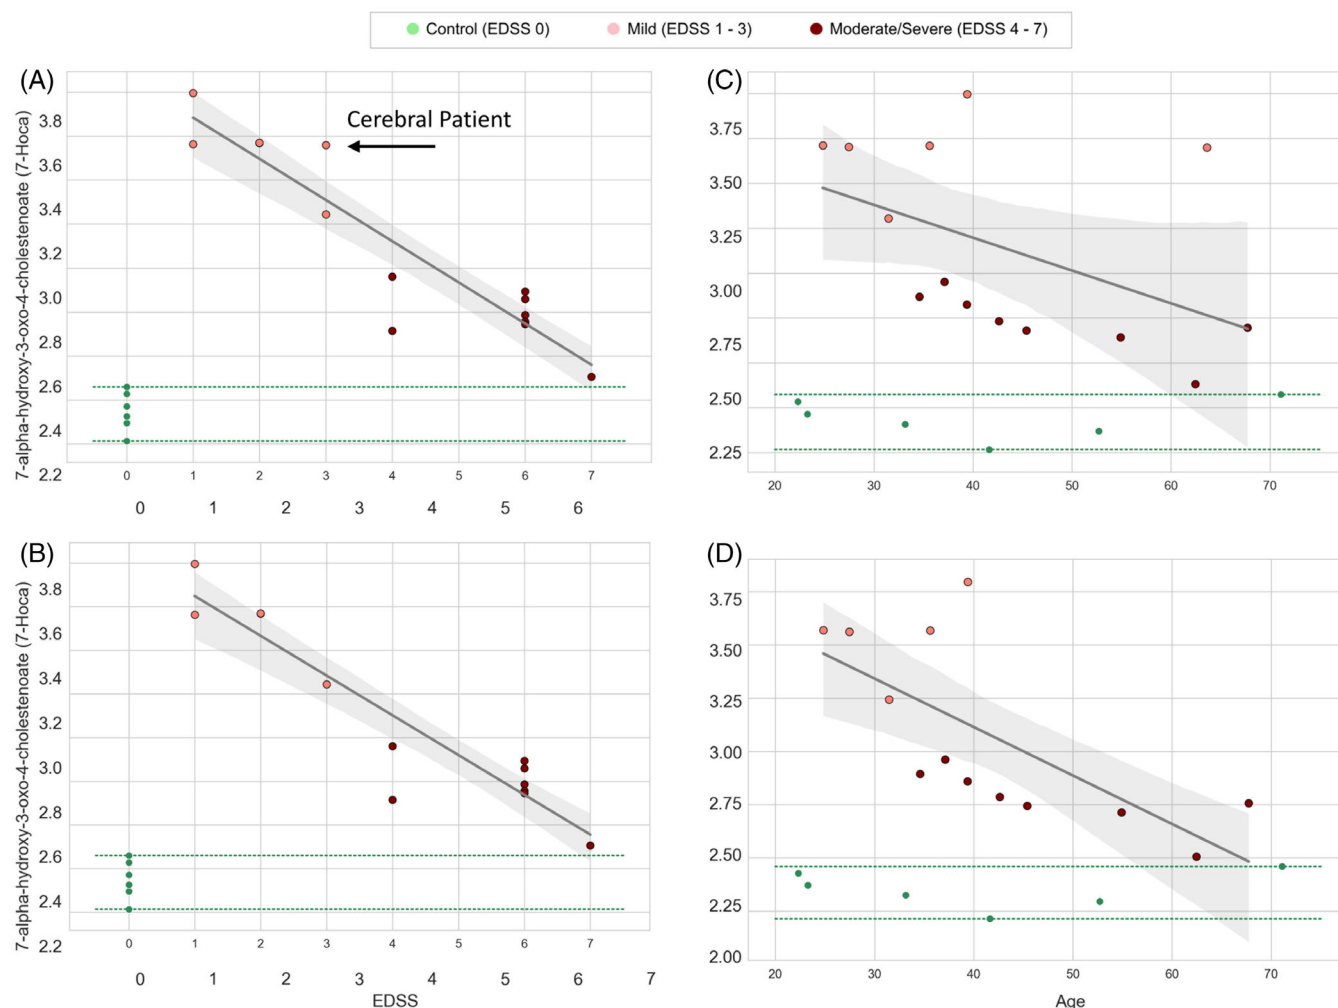 Control (EDSS 0) Mild (EDSS 1 - 3) Moderate/Severe (EDSS 4 - 7)
(A)
7-alpha-hydroxy-3-oxo-4-cholestenoate (7-Hoca)
3.8
3.6
3.4
3.2
3.0
2.8
2.6
2.4
2.2
Cerebral Patient
0 1 2 3 4 5 6 7
0 1 2 3 4 5 6
(C)
3.75
3.50
3.25
3.00
2.75
2.50
2.25
20 30 40 50 60 70
(B)
7-alpha-hydroxy-3-oxo-4-cholestenoate (7-Hoca)
3.8
3.6
3.4
3.2
3.0
2.8
2.6
2.4
2.2
0 1 2 3 4 5 6 7
0 1 2 3 4 5 6 7
EDSS
(D)
3.75
3.50
3.25
3.00
2.75
2.50
2.25
2.00
20 30 40 50 60 70
Age